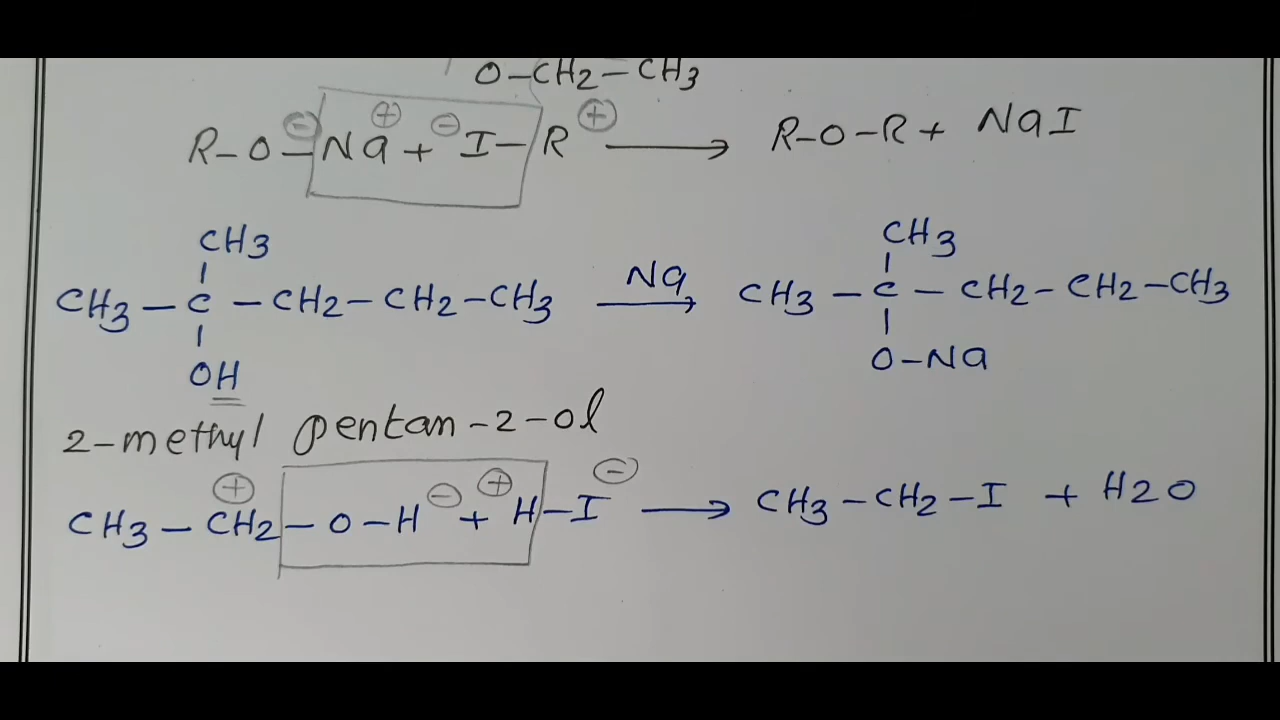 O-CH2-CH3
R-O⊖-Na⊕ + ⊖I-R⊕ → R-O-R + NaI
CH3 CH3
CH3-C-CH2-CH2-CH3 Na → CH3-C-CH2-CH2-CH3
OH O-Na
2-methyl pentan-2-ol
CH3-CH2⊕-O-H⊖ + ⊕H-I⊖ → CH3-CH2-I + H2O